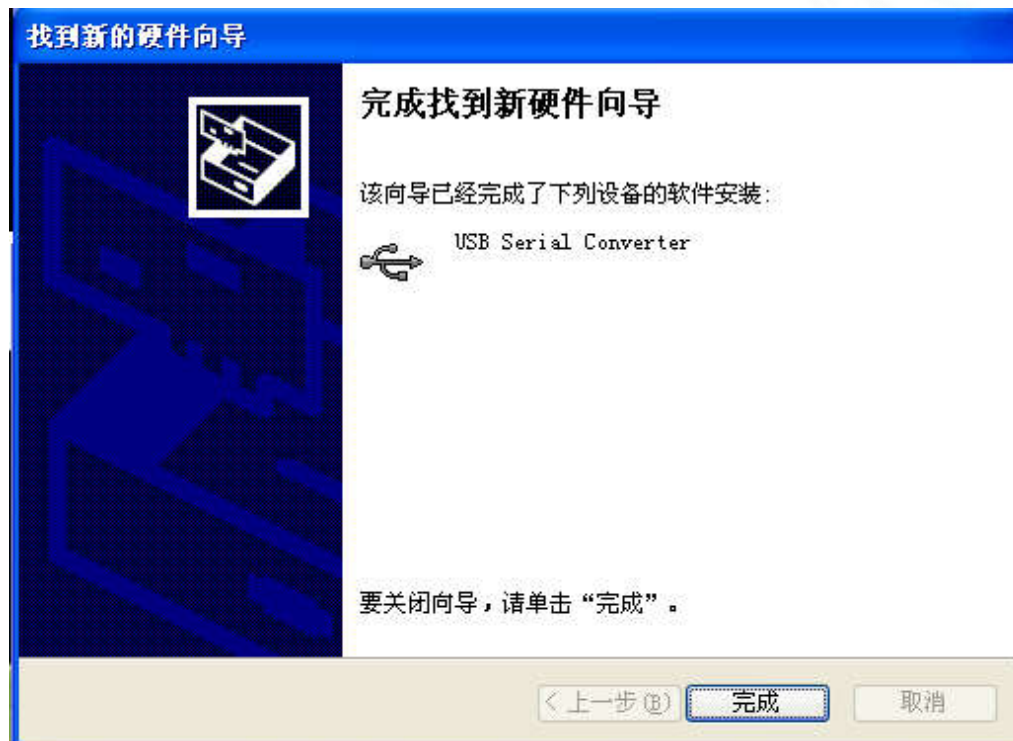 找到新的硬件向导
完成找到新硬件向导
该向导已经完成了下列设备的软件安装:
USB Serial Converter
要关闭向导，请单击“完成”。
< 上一步(B) 完成 取消